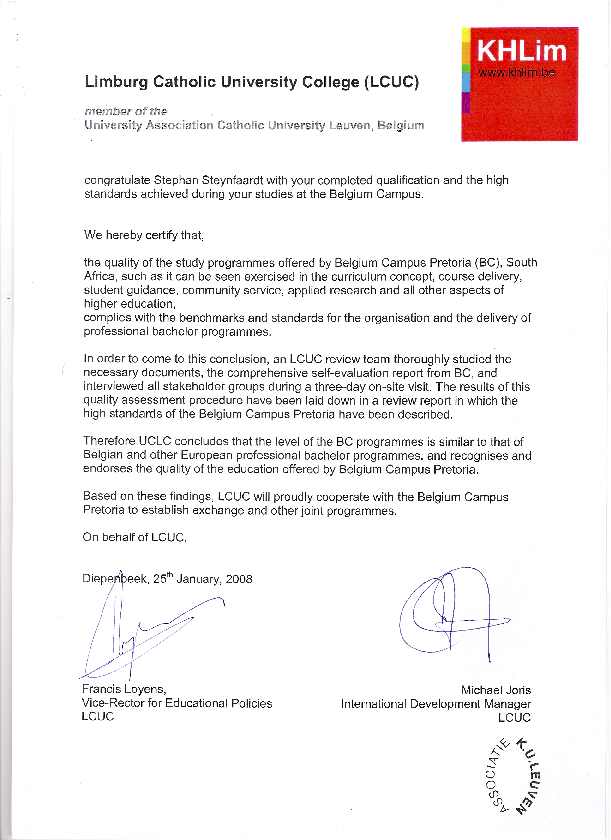 KHLim
www.khlim.be
Limburg Catholic University College (LCUC)
member of the
University Association Catholic University Leuven, Belgium
congratulate Stephan Steynfaardt with your completed qualification and the high
standards achieved during your studies at the Belgium Campus.
We hereby certify that,
the quality of the study programmes offered by Belgium Campus Pretoria (BC), South
Africa, such as it can be seen exercised in the curriculum concept, course delivery,
student guidance, community service, applied research and all other aspects of
higher education,
complies with the benchmarks and standards for the organisation and the delivery of
professional bachelor programmes.
In order to come to this conclusion, an LCUC review team thoroughly studied the
necessary documents, the comprehensive self-evaluation report from BC, and
interviewed all stakeholder groups during a three-day on-site visit. The results of this
quality assessment procedure have been laid down in a review report in which the
high standards of the Belgium Campus Pretoria have been described.
Therefore UCLC concludes that the level of the BC programmes is similar to that of
Belgian and other European professional bachelor programmes, and recognises and
endorses the quality of the education offered by Belgium Campus Pretoria.
Based on these findings, LCUC will proudly cooperate with the Belgium Campus
Pretoria to establish exchange and other joint programmes.
On behalf of LCUC,
Diepenbeek, 25th January, 2008
Francis Loyens,
Vice-Rector for Educational Policies
LCUC
Michael Joris
International Development Manager
LCUC
ASSOCIATIE K.U.LEUVEN